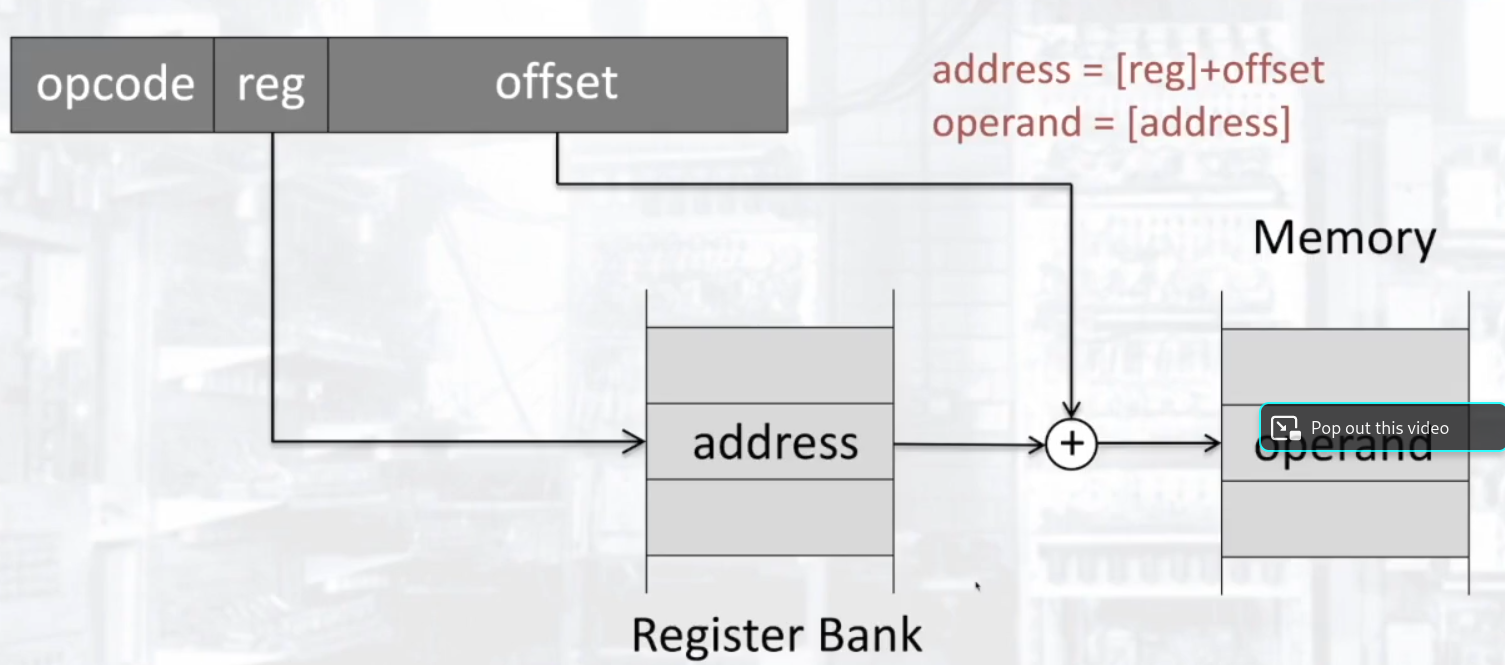 opcode reg offset
address = [reg]+offset
operand = [address]
Memory
address
+
Pop out this video
operand
Register Bank